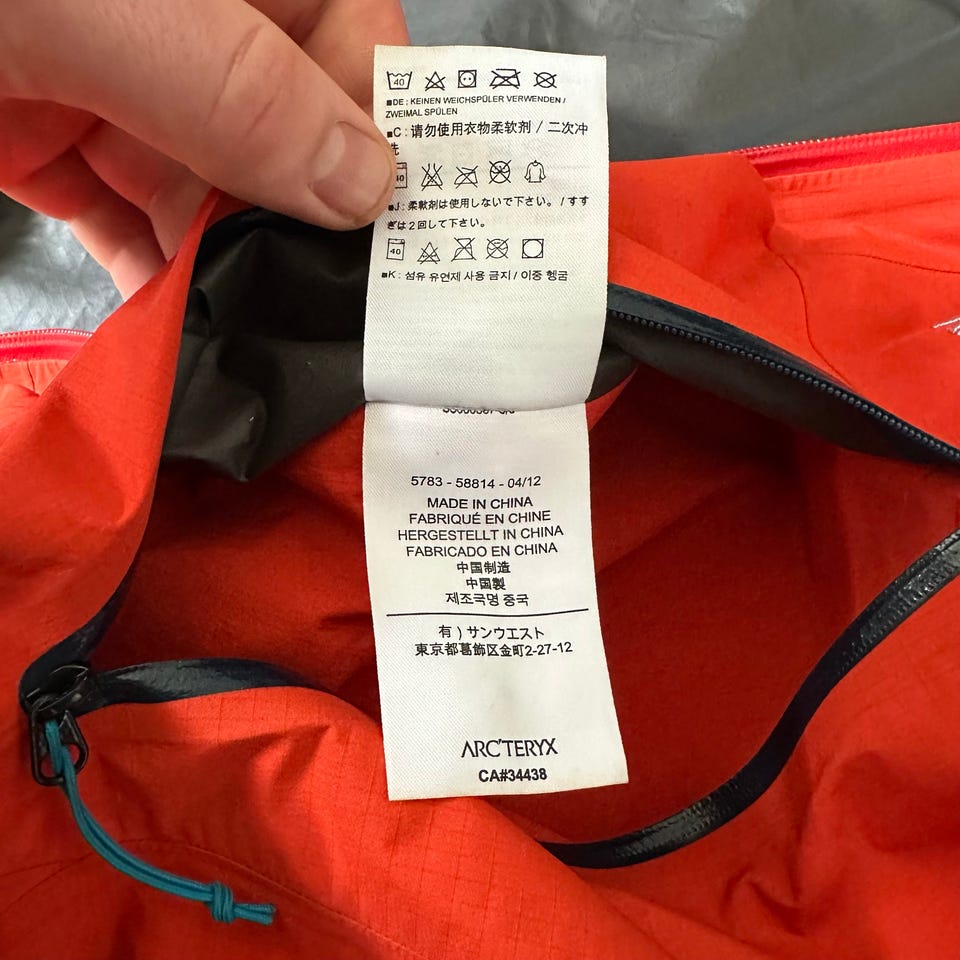 40
■DE : KEINEN WEICHSPÜLER VERWENDEN /
ZWEIMAL SPÜLEN
■C : 请勿使用衣物柔软剂 / 二次冲
洗
40
■J : 柔軟剤は使用しないで下さい。/ すす
ぎは2回して下さい。
40
■K : 섬유 유연제 사용 금지 / 이중 헹굼
5783 - 58814 - 04/12
MADE IN CHINA
FABRIQUÉ EN CHINE
HERGESTELLT IN CHINA
FABRICADO EN CHINA
中国制造
中国製
제조국명 중국
有 ) サンウエスト
東京都葛飾区金町2-27-12
ARC'TERYX
CA#34438